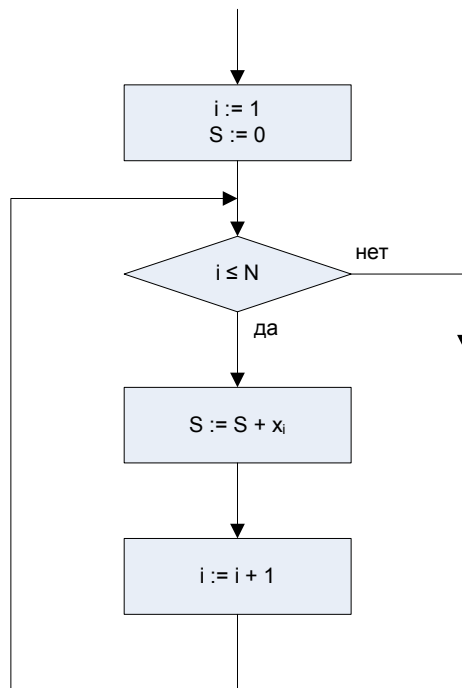 i := 1
S := 0
i ≤ N
нет
да
S := S + xᵢ
i := i + 1